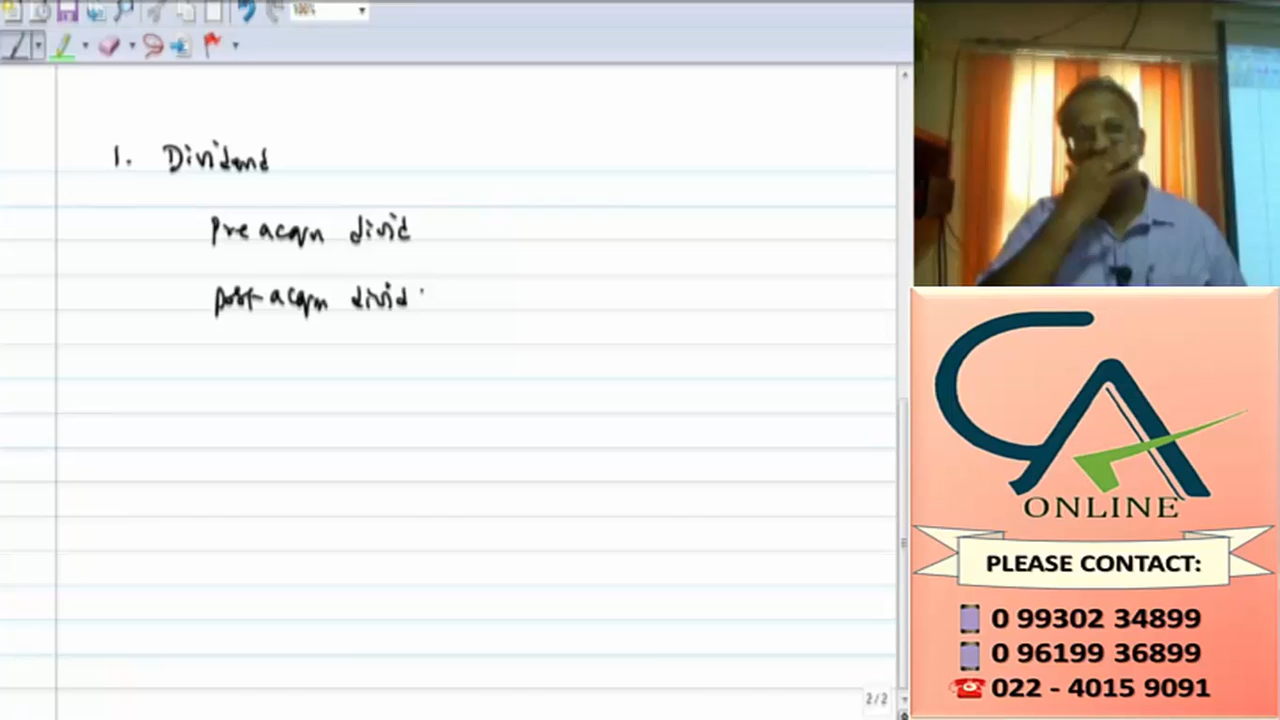 100%
1. Dividend
pre acqn divid
post-acqn divid.
2/2
CA
ONLINE
PLEASE CONTACT:
0 99302 34899
0 96199 36899
022 - 4015 9091